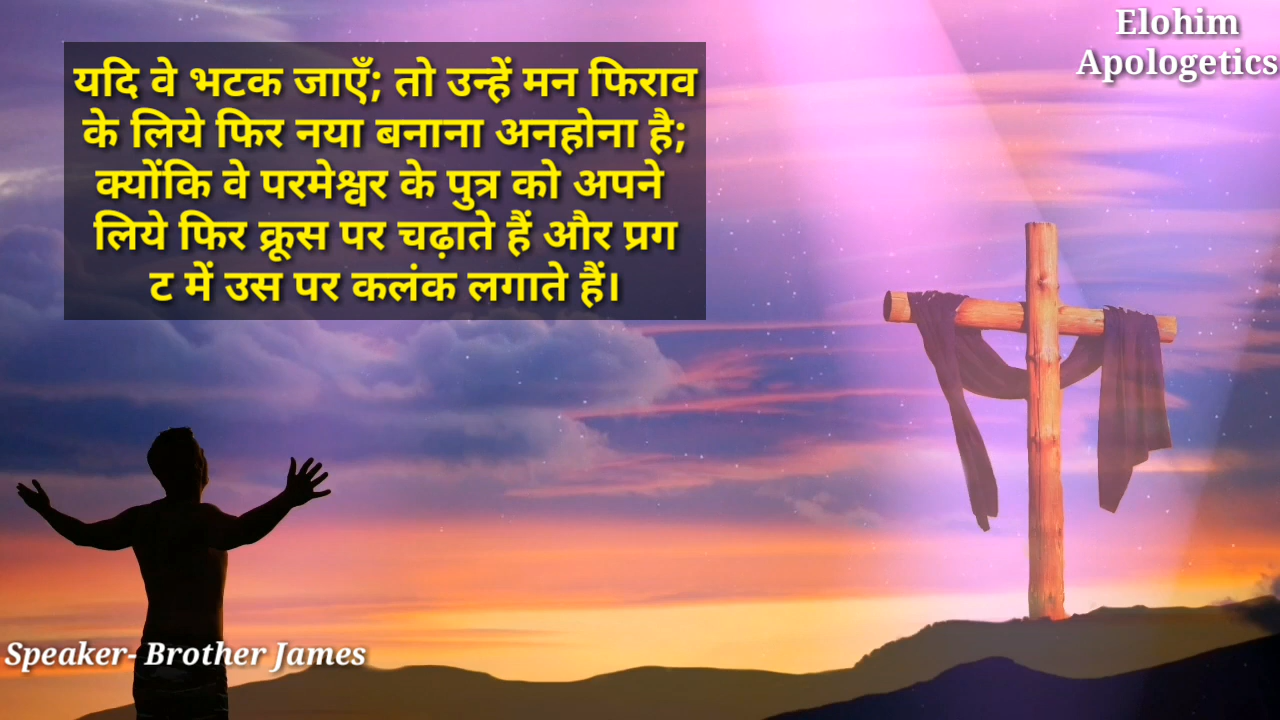 Elohim
Apologetics
यदि वे भटक जाएँ; तो उन्हें मन फिराव
के लिये फिर नया बनाना अनहोना है;
क्योंकि वे परमेश्वर के पुत्र को अपने
लिये फिर क्रूस पर चढ़ाते हैं और प्रग
ट में उस पर कलंक लगाते हैं।
Speaker- Brother James